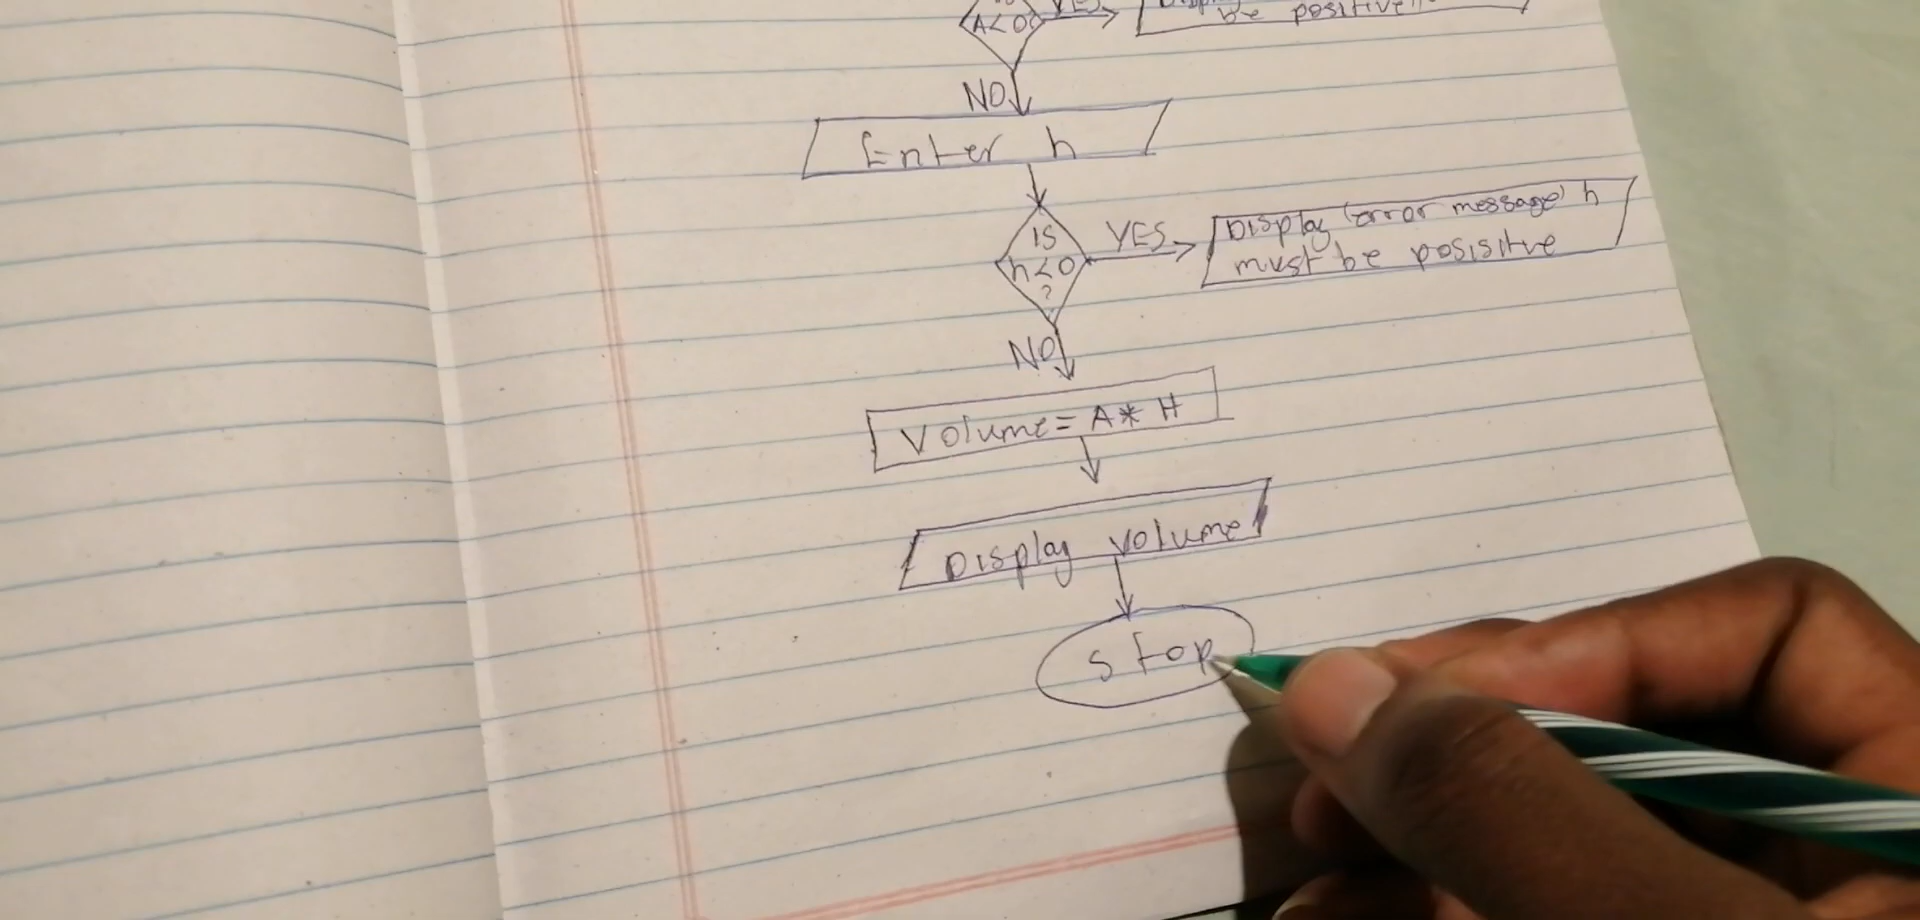 A<0
YES
be positive"
NO
Enter h
IS
h<0
?
YES
Display (error message) h
must be posisitve
NO
Volume = A * H
Display volume
stop